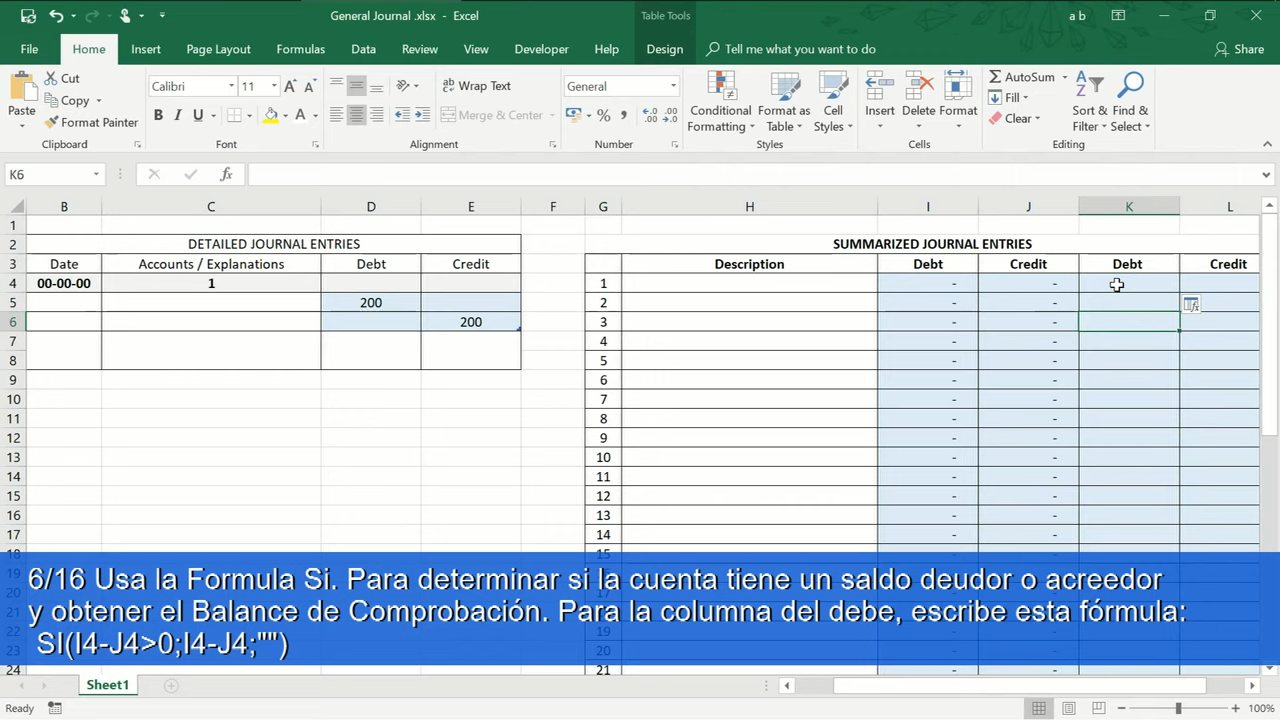 General Journal .xlsx - Excel
Table Tools
a b
File Home Insert Page Layout Formulas Data Review View Developer Help Design Tell me what you want to do Share
Paste
Cut
Copy
Format Painter
Clipboard
Calibri 11
B I U
Font
Wrap Text
Merge & Center
Alignment
General
Number
Conditional Formatting
Format as Table
Cell Styles
Styles
Insert Delete Format
Cells
AutoSum
Fill
Clear
Sort & Filter
Find & Select
Editing
K6 fx
B C D E F G H I J K L
1
2 DETAILED JOURNAL ENTRIES SUMMARIZED JOURNAL ENTRIES
3 Date Accounts / Explanations Debt Credit Description Debt Credit Debt Credit
4 00-00-00 1 1 - -
5 200 2 - -
6 200 3 - -
7 4 - -
8 5 - -
9 6 - -
10 7 - -
11 8 - -
12 9 - -
13 10 - -
14 11 - -
15 12 - -
16 13 - -
17 14 - -
6/16 Usa la Formula Si. Para determinar si la cuenta tiene un saldo deudor o acreedor
y obtener el Balance de Comprobación. Para la columna del debe, escribe esta fórmula:
SI(I4-J4>0;I4-J4;"")
24 21 - -
Sheet1
Ready 100%